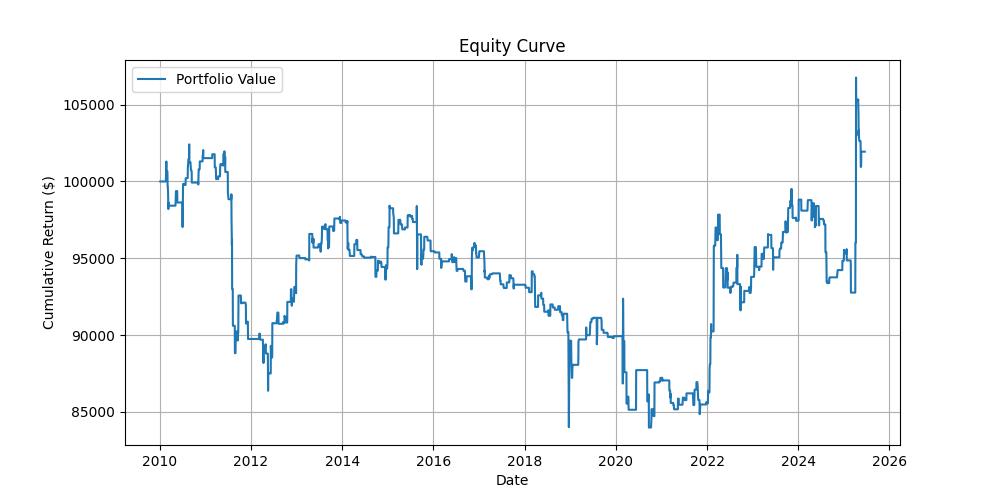 Equity Curve
Portfolio Value
Cumulative Return ($)
105000
100000
95000
90000
85000
2010 2012 2014 2016 2018 2020 2022 2024 2026
Date